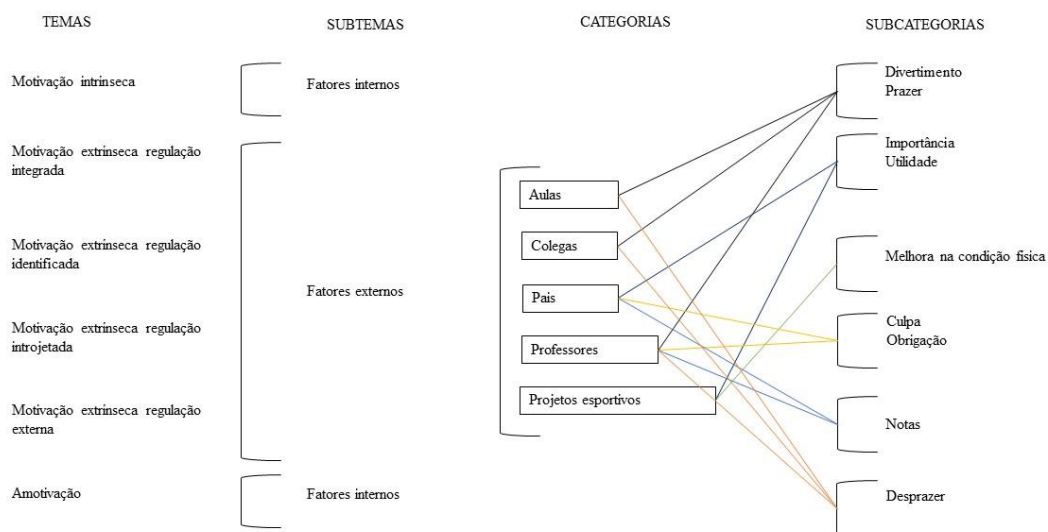 TEMAS
SUBTEMAS
CATEGORIAS
SUBCATEGORIAS
Motivação intrínseca
Motivação extrínseca regulação
integrada
Motivação extrínseca regulação
identificada
Motivação extrínseca regulação
introjetada
Motivação extrínseca regulação
externa
Amotivação
Fatores internos
Fatores externos
Fatores internos
Aulas
Colegas
Pais
Professores
Projetos esportivos
Divertimento
Prazer
Importância
Utilidade
Melhora na condição física
Culpa
Obrigação
Notas
Desprazer